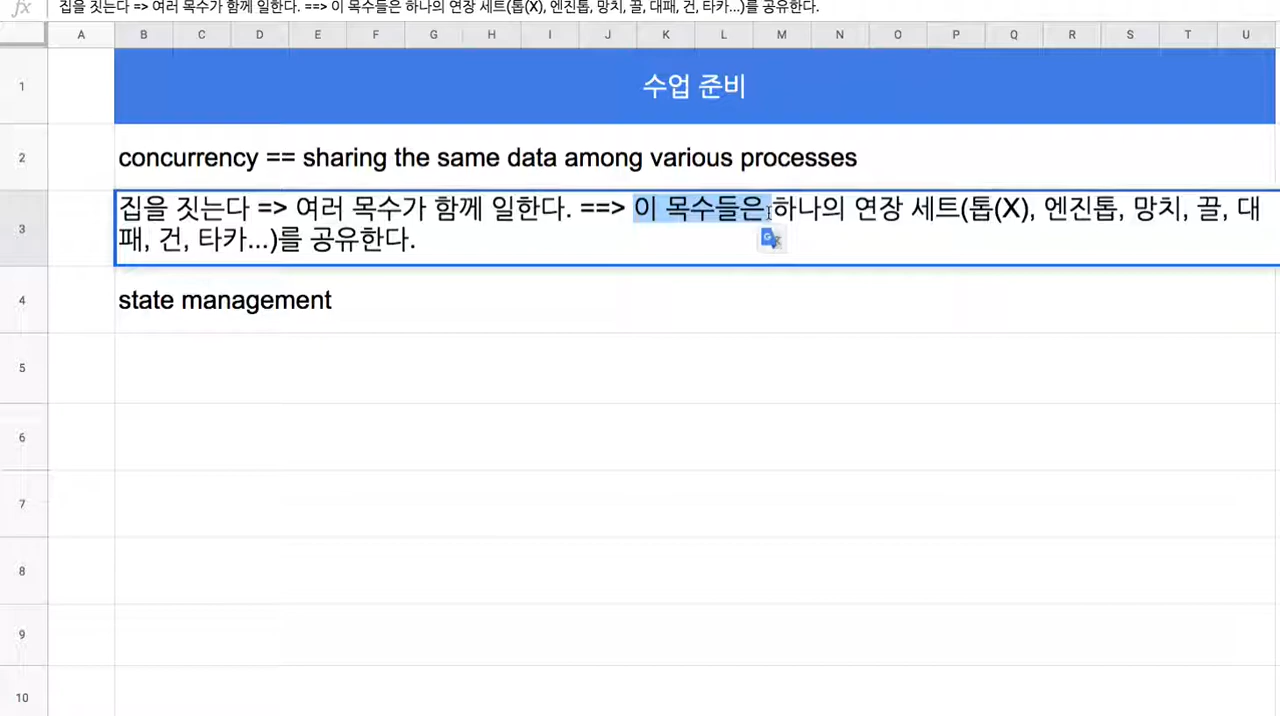 fx 집을 짓는다 => 여러 목수가 함께 일한다. ==> 이 목수들은 하나의 연장 세트(톱(X), 엔진톱, 망치, 끌, 대패, 건, 타카...)를 공유한다.
A B C D E F G H I J K L M N O P Q R S T U
1 수업 준비
2 concurrency == sharing the same data among various processes
집을 짓는다 => 여러 목수가 함께 일한다. ==> 이 목수들은 하나의 연장 세트(톱(X), 엔진톱, 망치, 끌, 대
3 패, 건, 타카...)를 공유한다.
4 state management
5
6
7
8
9
10